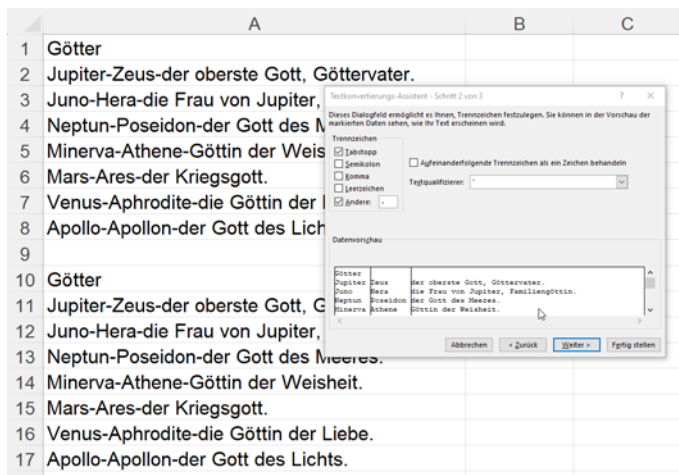 A B C
1 Götter
2 Jupiter-Zeus-der oberste Gott, Göttervater.
3 Juno-Hera-die Frau von Jupiter,
4 Neptun-Poseidon-der Gott des M
5 Minerva-Athene-Göttin der Weis
6 Mars-Ares-der Kriegsgott.
7 Venus-Aphrodite-die Göttin der
8 Apollo-Apollon-der Gott des Lich
9
10 Götter
11 Jupiter-Zeus-der oberste Gott, G
12 Juno-Hera-die Frau von Jupiter,
13 Neptun-Poseidon-der Gott des Meeres.
14 Minerva-Athene-Göttin der Weisheit.
15 Mars-Ares-der Kriegsgott.
16 Venus-Aphrodite-die Göttin der Liebe.
17 Apollo-Apollon-der Gott des Lichts.
Textkonvertierungs-Assistent - Schritt 2 von 3 ? ×
Dieses Dialogfeld ermöglicht es Ihnen, Trennzeichen festzulegen. Sie können in der Vorschau der
markierten Daten sehen, wie Ihr Text erscheinen wird.
Trennzeichen
Tabstopp
Semikolon
Komma
Leerzeichen
Andere: -
Aufeinanderfolgende Trennzeichen als ein Zeichen behandeln
Textqualifizierer: "
Datenvorschau
Götter
Jupiter Zeus der oberste Gott, Göttervater.
Juno Hera die Frau von Jupiter, Familiengöttin.
Neptun Poseidon der Gott des Meeres.
Minerva Athene Göttin der Weisheit.
Abbrechen < Zurück Weiter > Fertig stellen